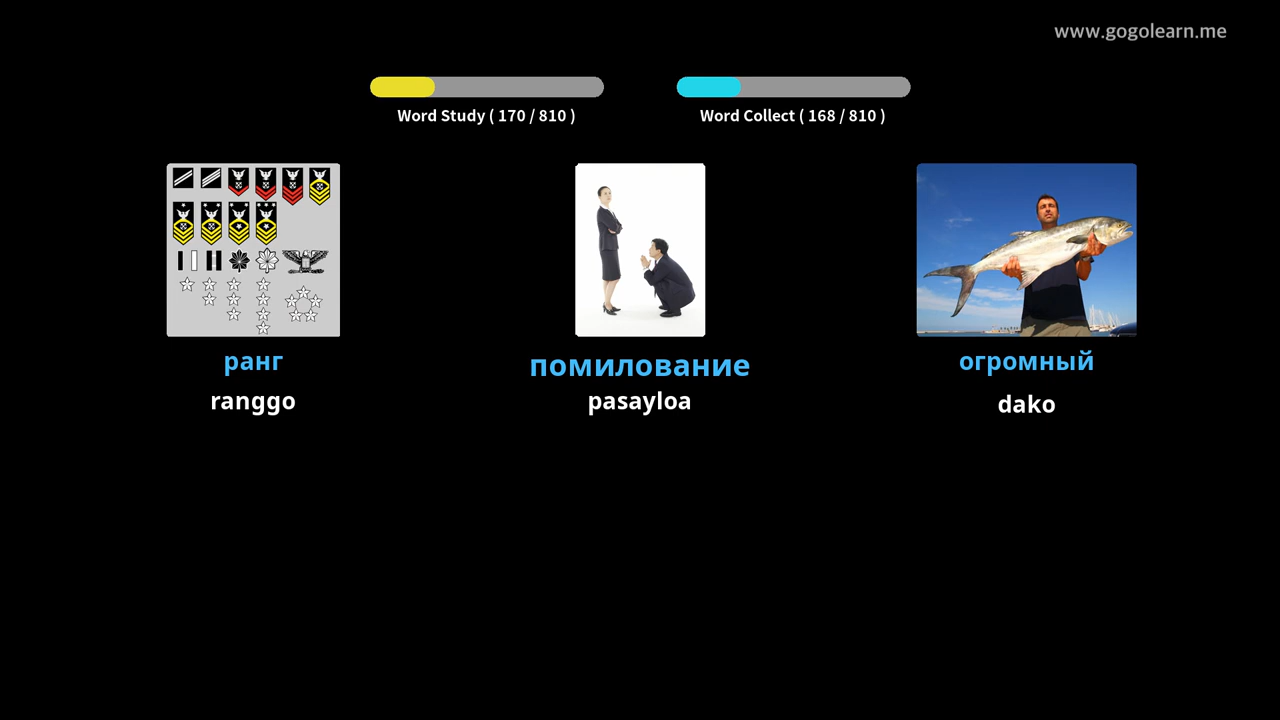 www.gogolearn.me
Word Study ( 170 / 810 )
Word Collect ( 168 / 810 )
ранг
ranggo
помилование
pasayloa
огромный
dako